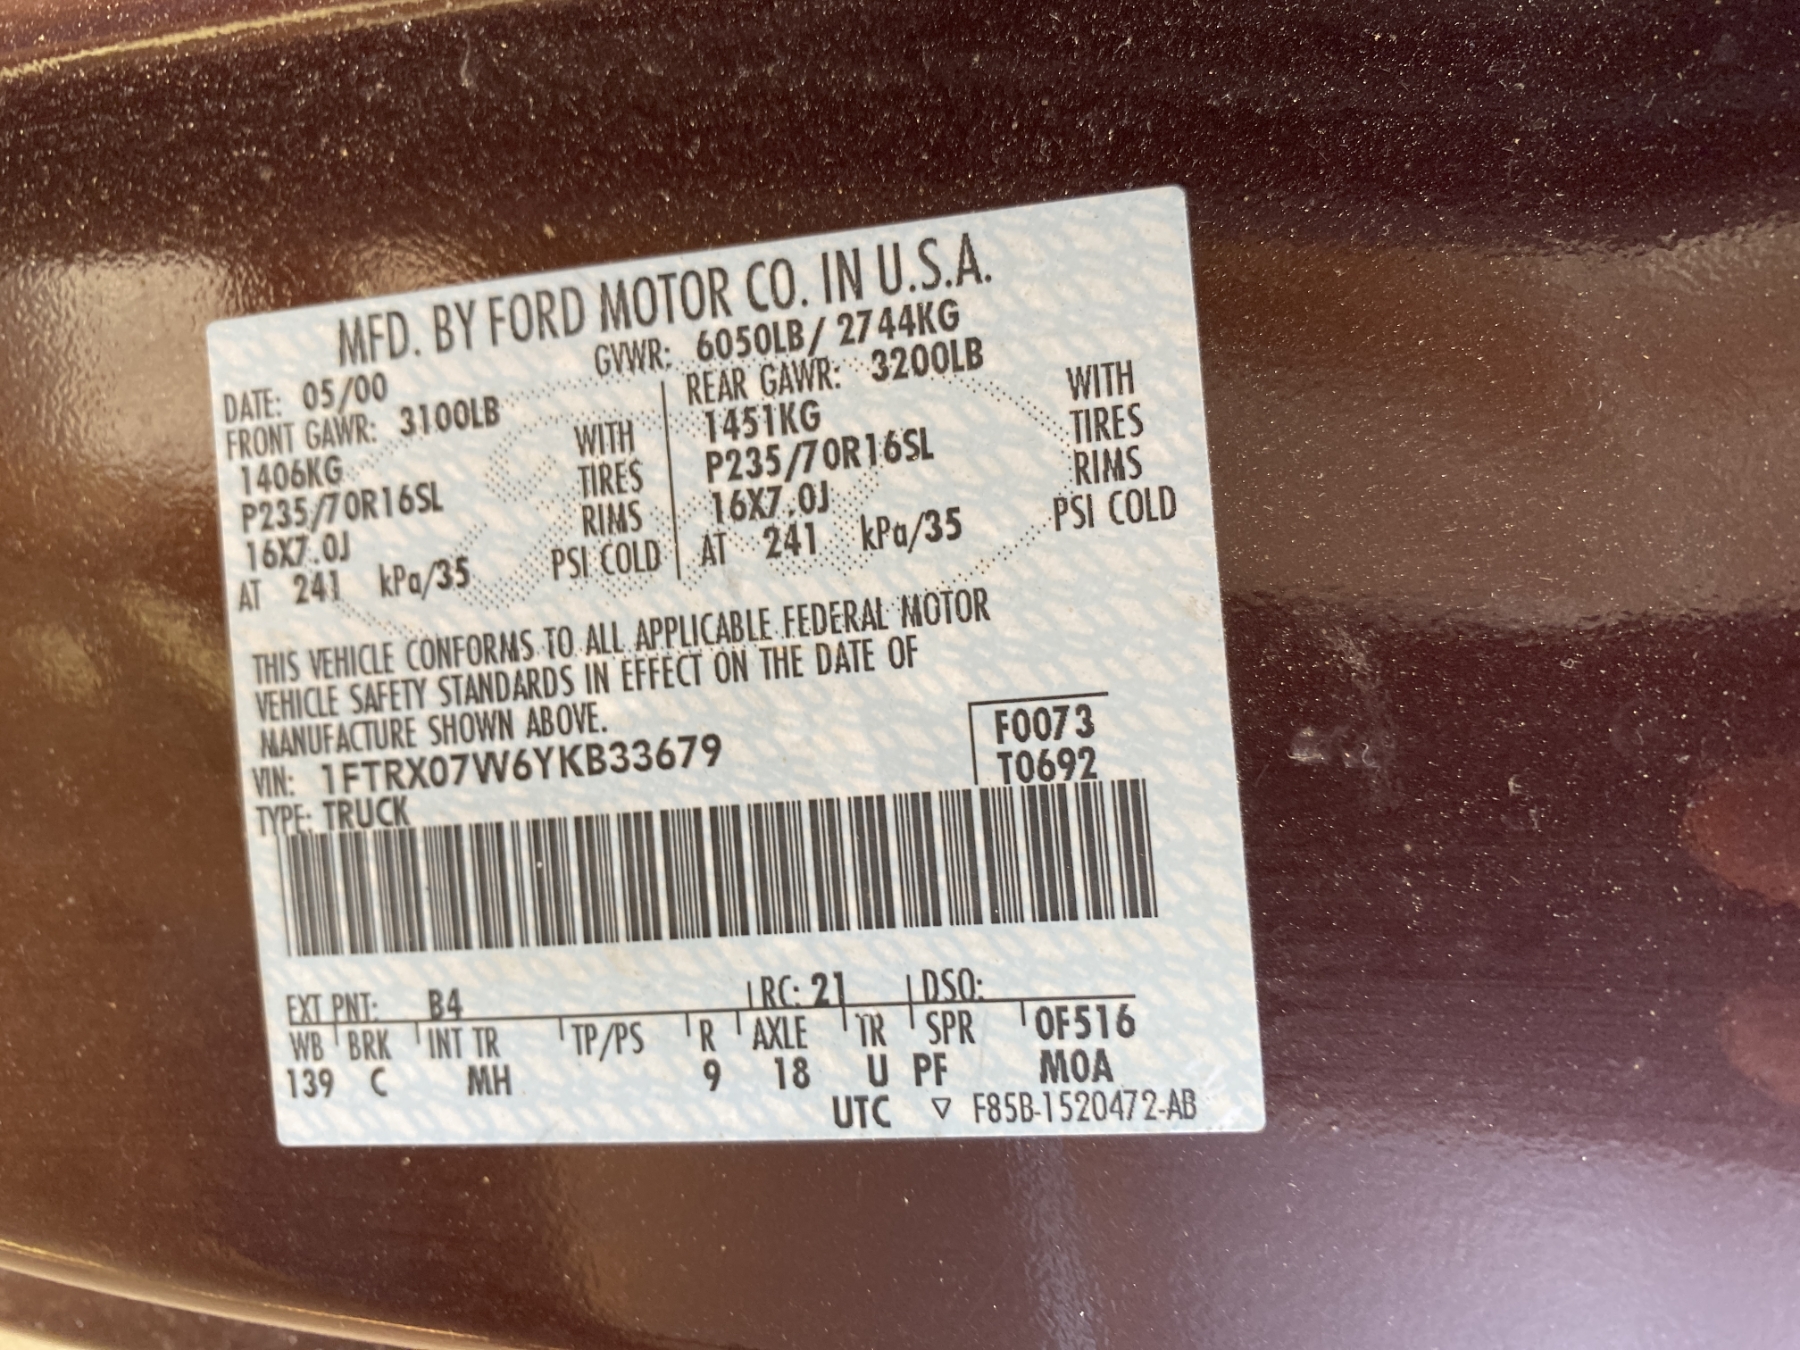 MFD. BY FORD MOTOR CO. IN U.S.A.
DATE: 05/00 GVWR: 6050LB/ 2744KG
FRONT GAWR: 3100LB REAR GAWR: 3200LB
1406KG WITH 1451KG WITH
P235/70R16SL TIRES P235/70R16SL TIRES
16X7.0J RIMS 16X7.0J RIMS
AT 241 kPa/35 PSI COLD AT 241 kPa/35 PSI COLD
THIS VEHICLE CONFORMS TO ALL APPLICABLE FEDERAL MOTOR
VEHICLE SAFETY STANDARDS IN EFFECT ON THE DATE OF
MANUFACTURE SHOWN ABOVE.
VIN: 1FTRX07W6YKB33679 F0073
TYPE: TRUCK T0692
EXT PNT: B4 RC: 21 DSO:
WB BRK INT TR TP/PS R AXLE TR SPR 0F516
139 C MH 9 18 U PF M0A
UTC ▽ F85B-1520472-AB